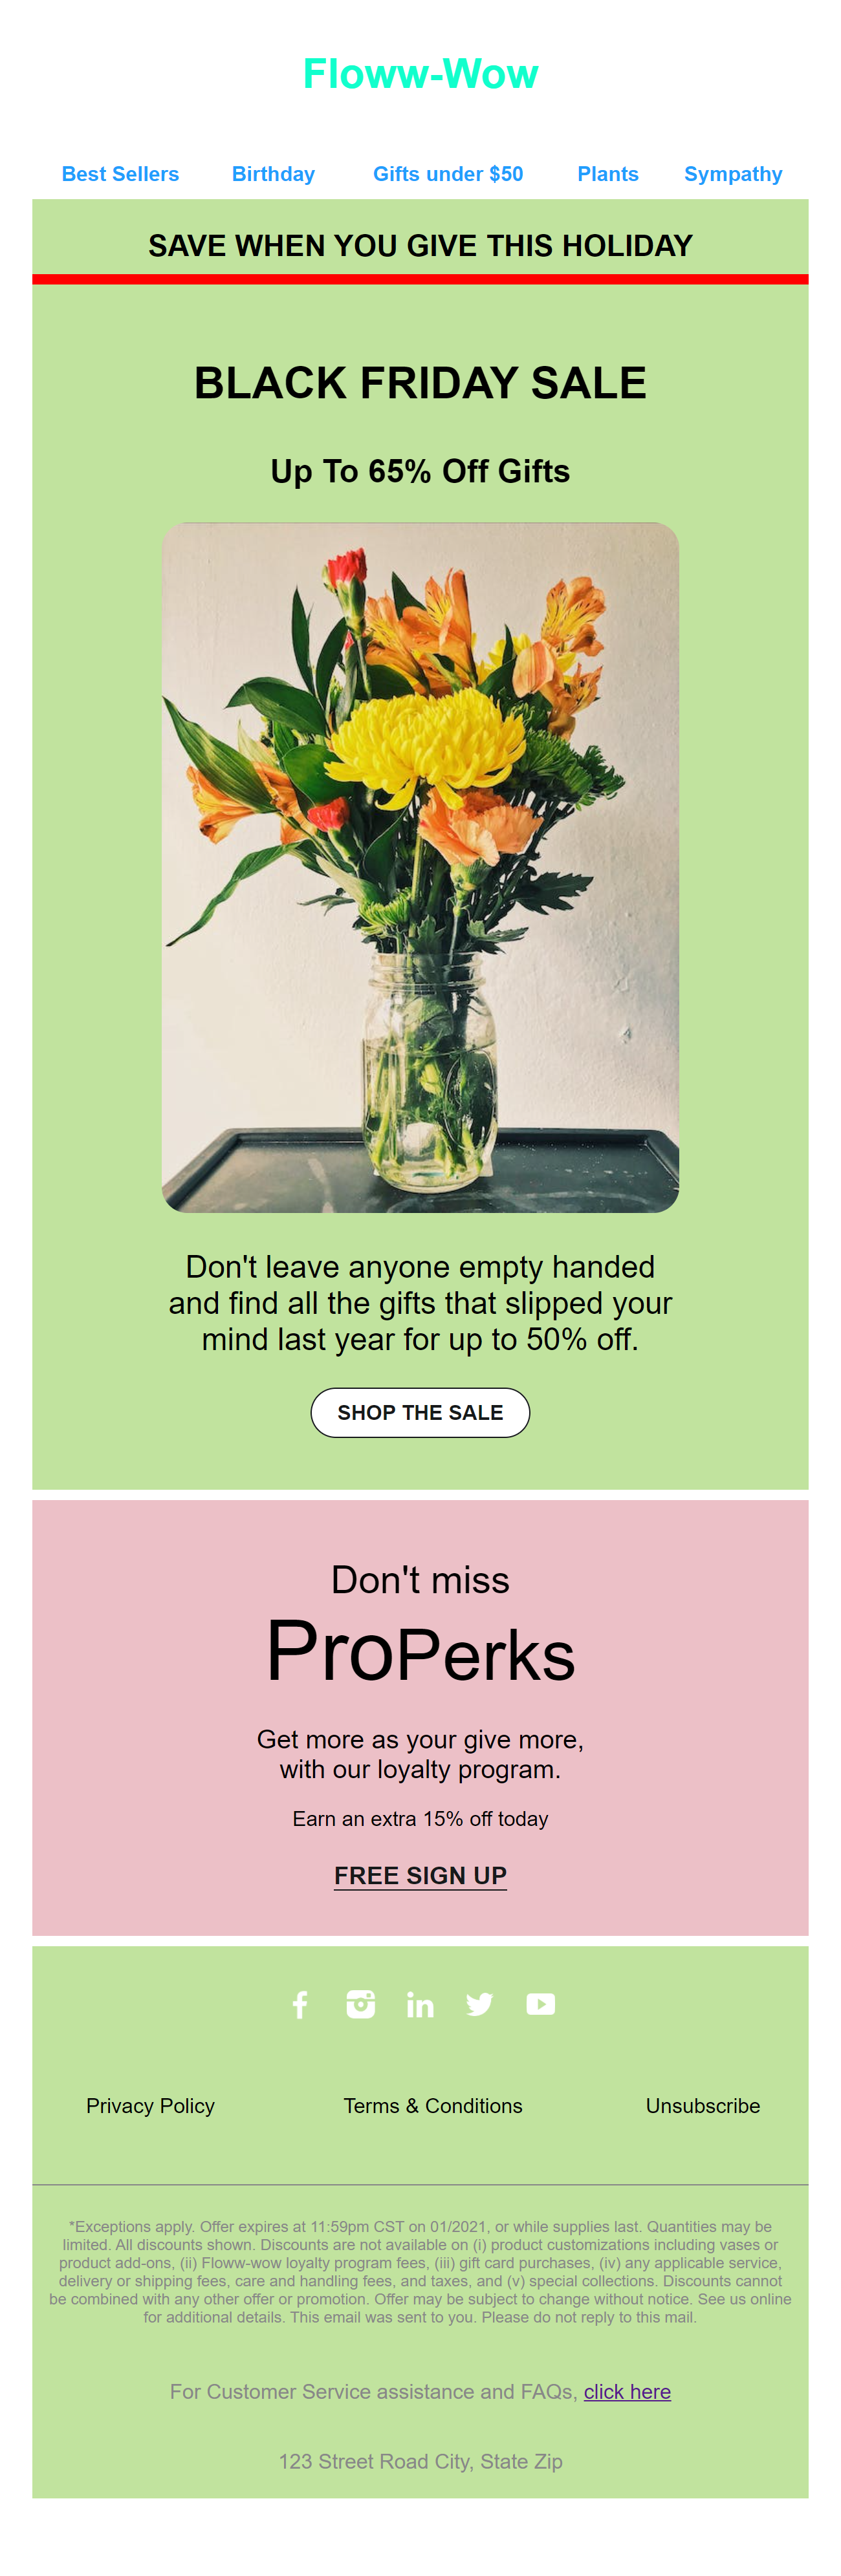 Floww-Wow
Best Sellers Birthday Gifts under $50 Plants Sympathy
SAVE WHEN YOU GIVE THIS HOLIDAY
BLACK FRIDAY SALE
Up To 65% Off Gifts
Don't leave anyone empty handed
and find all the gifts that slipped your
mind last year for up to 50% off.
SHOP THE SALE
Don't miss
ProPerks
Get more as your give more,
with our loyalty program.
Earn an extra 15% off today
FREE SIGN UP
Privacy Policy Terms & Conditions Unsubscribe
*Exceptions apply. Offer expires at 11:59pm CST on 01/2021, or while supplies last. Quantities may be
limited. All discounts shown. Discounts are not available on (i) product customizations including vases or
product add-ons, (ii) Floww-wow loyalty program fees, (iii) gift card purchases, (iv) any applicable service,
delivery or shipping fees, care and handling fees, and taxes, and (v) special collections. Discounts cannot
be combined with any other offer or promotion. Offer may be subject to change without notice. See us online
for additional details. This email was sent to you. Please do not reply to this mail.
For Customer Service assistance and FAQs, click here
123 Street Road City, State Zip